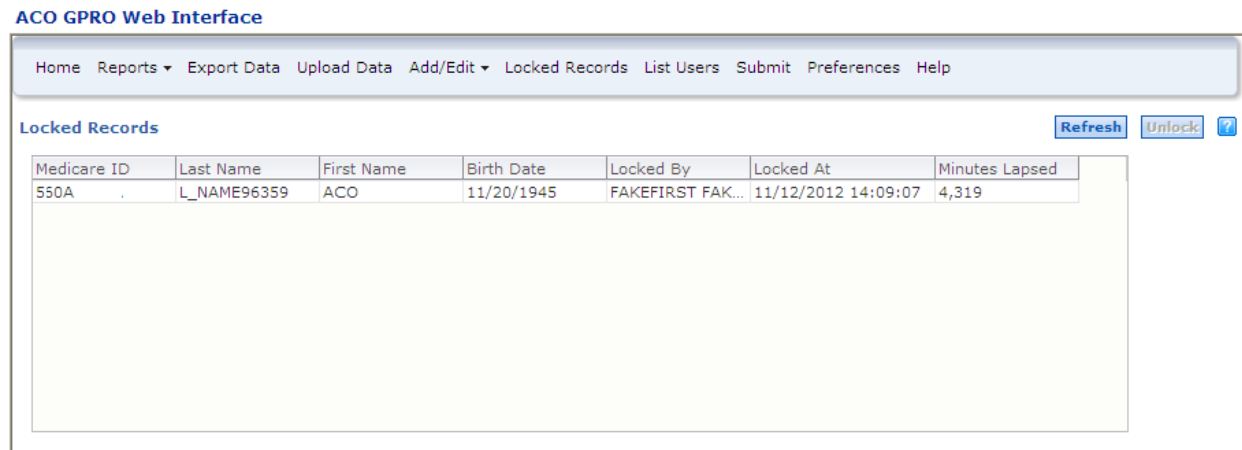 ACO GPRO Web Interface
Home Reports Export Data Upload Data Add/Edit Locked Records List Users Submit Preferences Help
Locked Records Refresh Unlock ?
Medicare ID Last Name First Name Birth Date Locked By Locked At Minutes Lapsed
550A L_NAME96359 ACO 11/20/1945 FAKEFIRST FAK... 11/12/2012 14:09:07 4,319